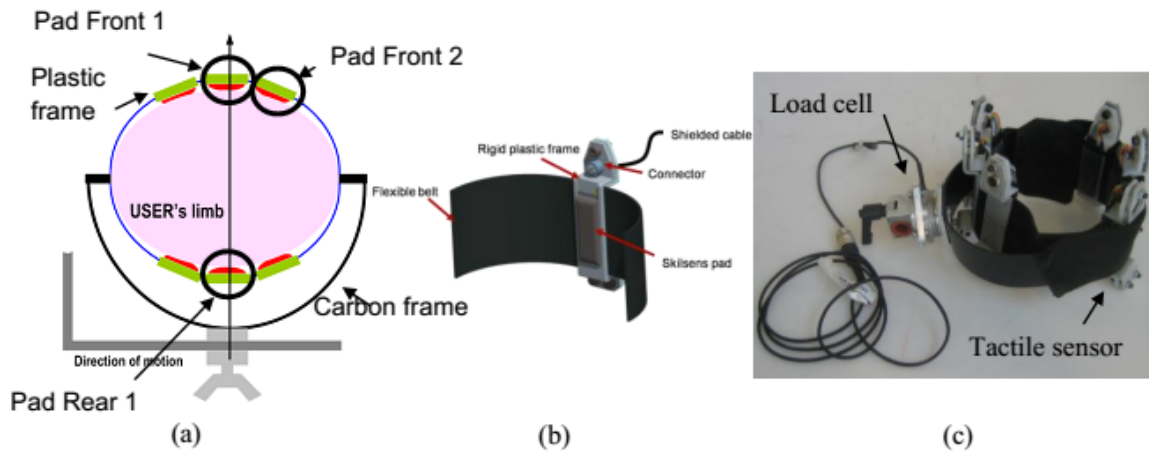 Pad Front 1
Pad Front 2
Plastic
frame
USER's limb
Carbon frame
Direction of motion
Pad Rear 1
(a)
Shielded cable
Rigid plastic frame
Connector
Flexible belt
Skilsens pad
(b)
Load cell
Tactile sensor
(c)